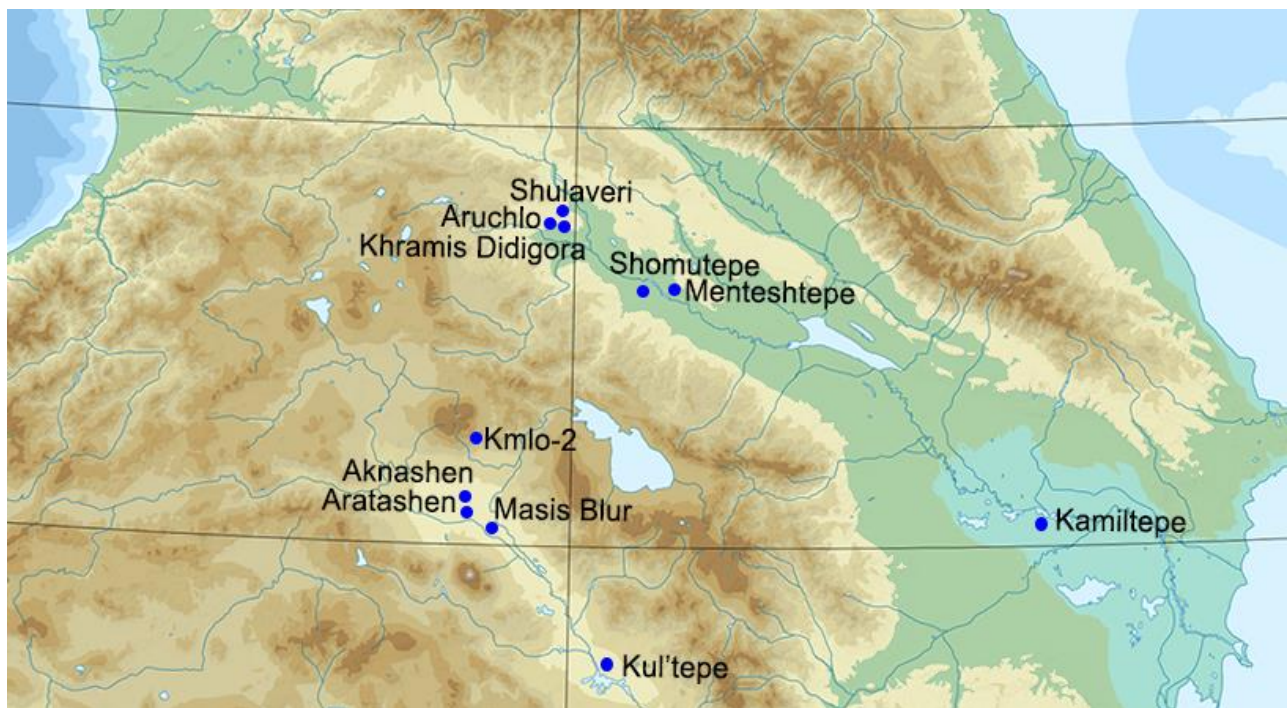 Shulaveri
Aruchlo
Khramis Didigora
Shomutepe
Menteshtepe
Kmlo-2
Aknashen
Aratashen
Masis Blur
Kamiltepe
Kul'tepe